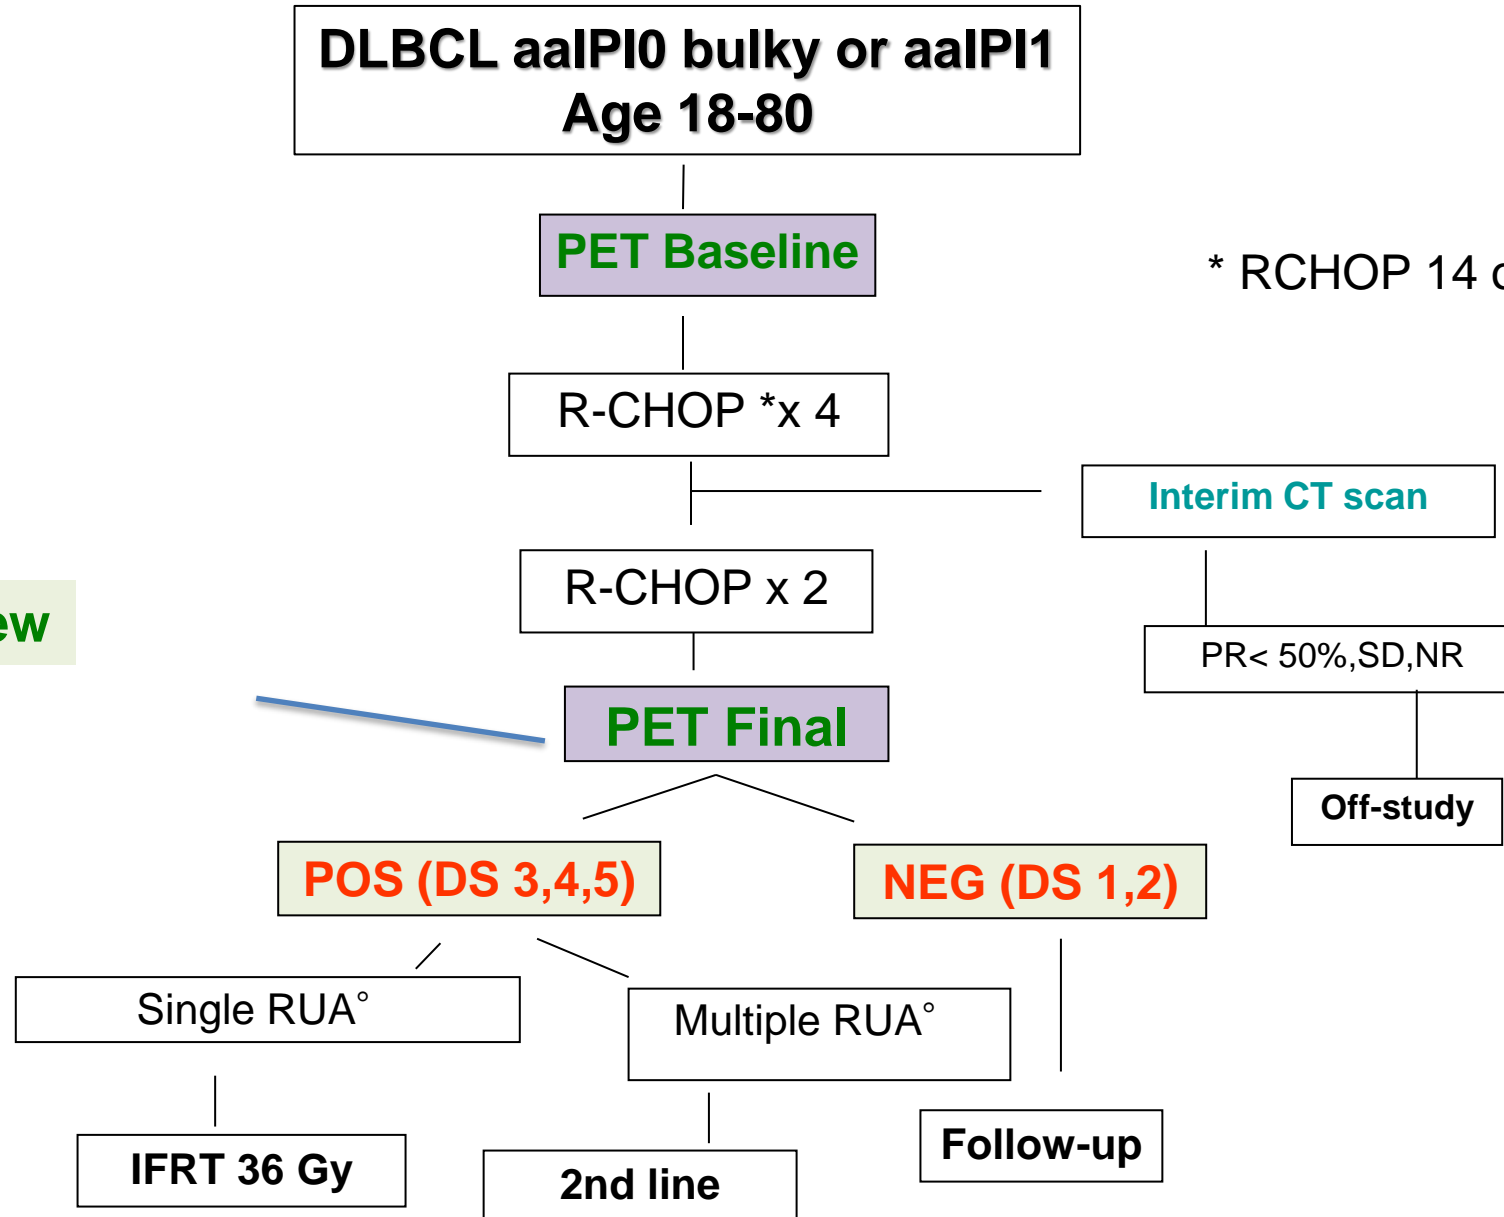 DLBCL aaIPI0 bulky or aaIPI1
Age 18-80
PET Baseline
* RCHOP 14 o
R-CHOP *x 4
Interim CT scan
R-CHOP x 2
ew
PR< 50%,SD,NR
PET Final
Off-study
POS (DS 3,4,5)
NEG (DS 1,2)
Single RUA°
Multiple RUA°
Follow-up
IFRT 36 Gy
2nd line